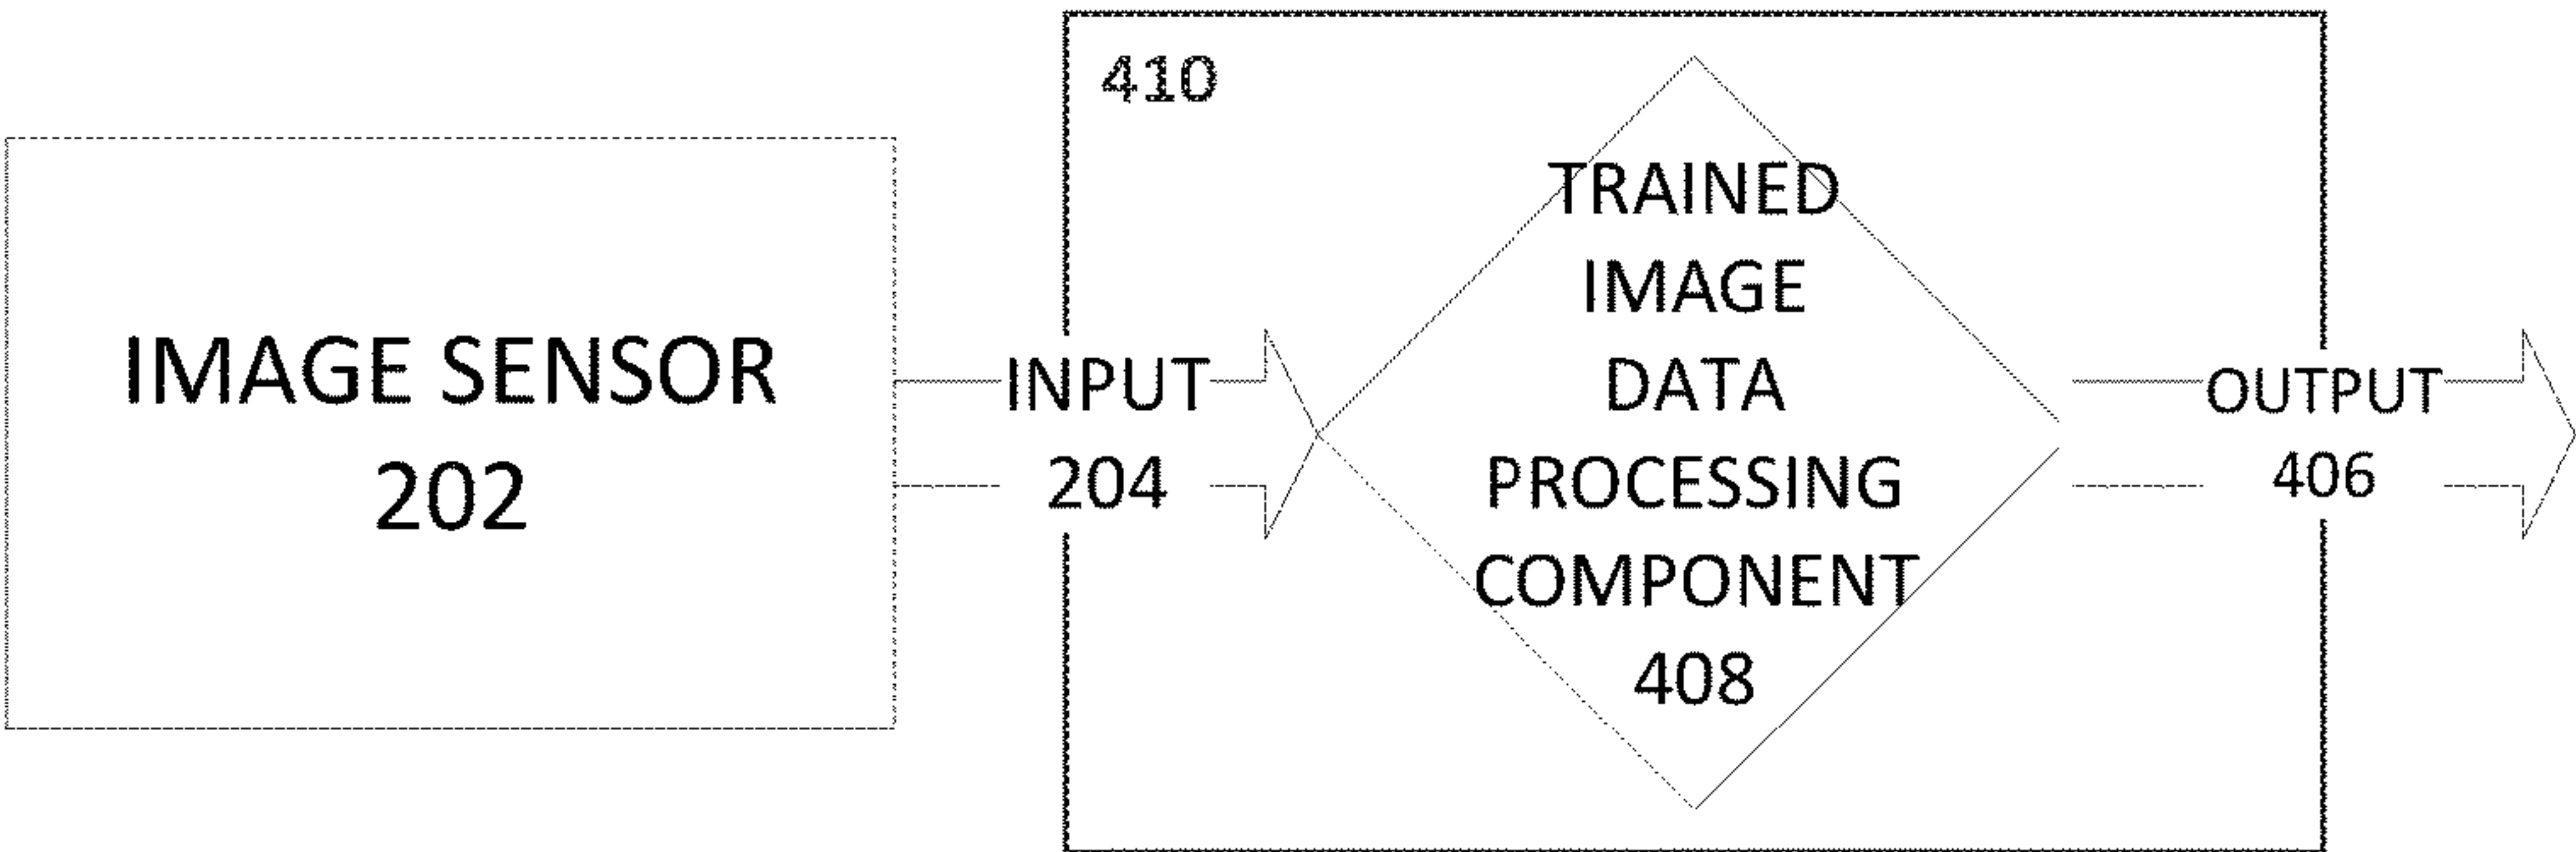 410
IMAGE SENSOR
202
INPUT
204
TRAINED
IMAGE
DATA
PROCESSING
COMPONENT
408
OUTPUT
406